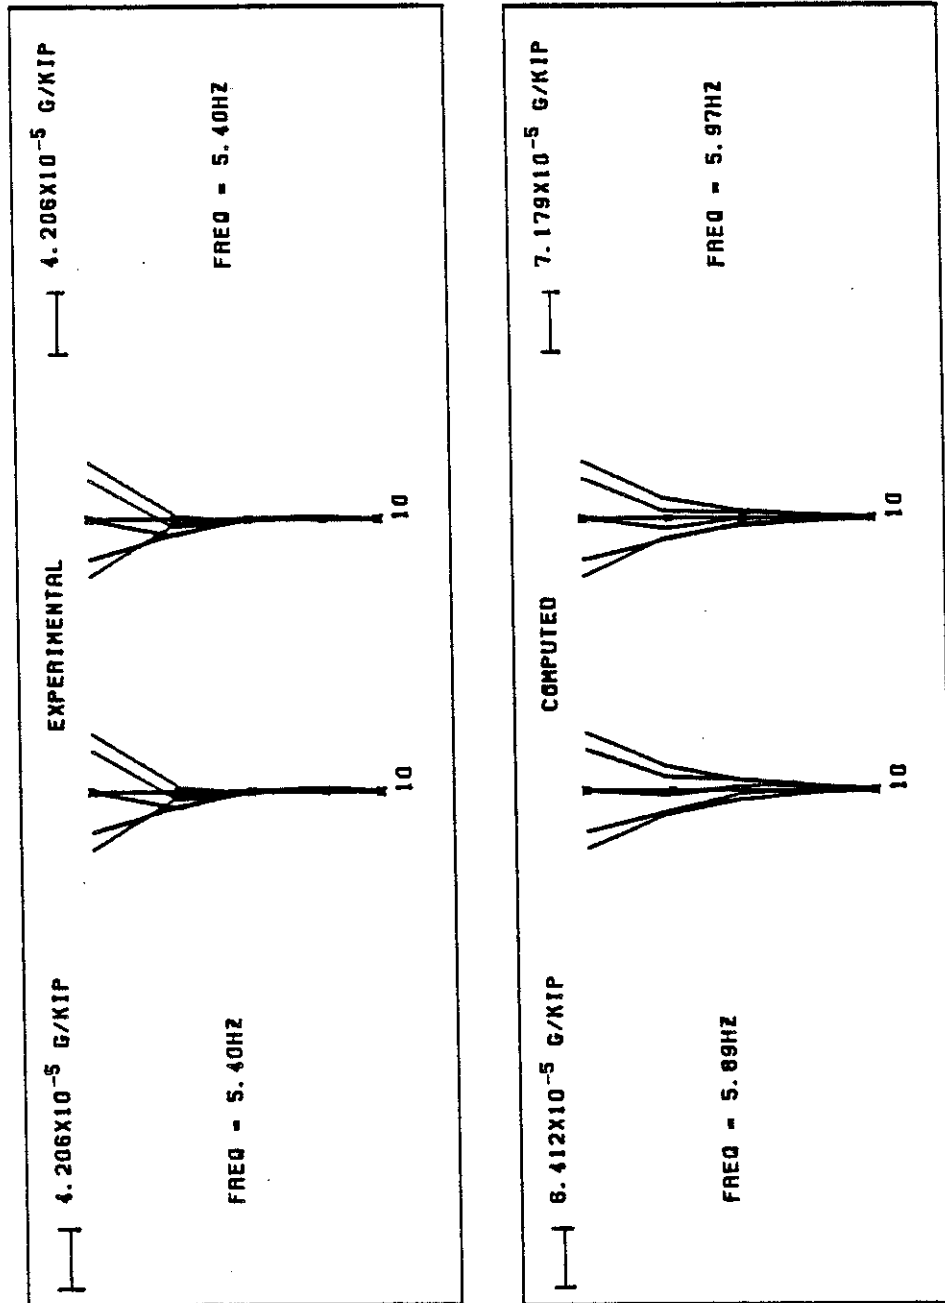 EXPERIMENTAL
4.206X10⁻⁵ G/KIP
4.206X10⁻⁵ G/KIP
FREQ = 5.40HZ
FREQ = 5.40HZ
10
10
COMPUTED
6.412X10⁻⁵ G/KIP
7.179X10⁻⁵ G/KIP
FREQ = 5.89HZ
FREQ = 5.97HZ
10
10